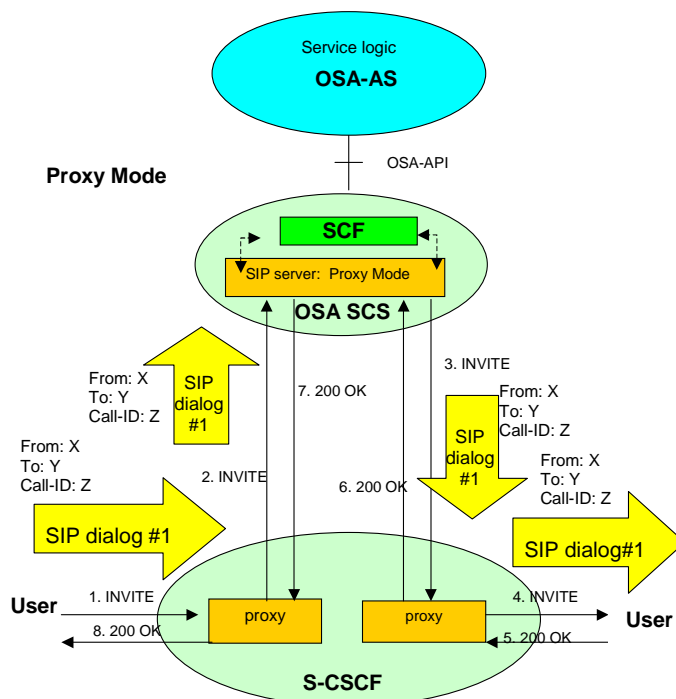 Service logic
OSA-AS
OSA-API
Proxy Mode
SCF
SIP server:  Proxy Mode
OSA SCS
From: X
To: Y
Call-ID: Z
SIP
dialog
#1
7. 200 OK
3. INVITE
From: X
To: Y
Call-ID: Z
SIP
dialog
#1
From: X
To: Y
Call-ID: Z
2. INVITE
6. 200 OK
From: X
To: Y
Call-ID: Z
SIP dialog #1
SIP dialog#1
User
1. INVITE
8. 200 OK
proxy
proxy
4. INVITE
5. 200 OK
User
S-CSCF